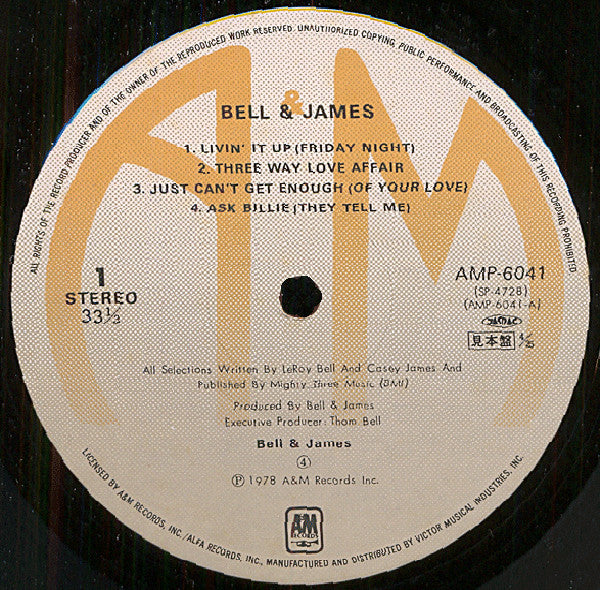 ALL RIGHTS OF THE RECORD PRODUCER AND OF THE OWNER OF THE REPRODUCED WORK RESERVED. UNAUTHORIZED COPYING, PUBLIC PERFORMANCE AND BROADCASTING OF THIS RECORDING PROHIBITED
&
BELL & JAMES
1. LIVIN' IT UP (FRIDAY NIGHT)
2. THREE WAY LOVE AFFAIR
3. JUST CAN'T GET ENOUGH (OF YOUR LOVE)
4. ASK BILLIE (THEY TELL ME)
1
STEREO
33⅓
AMP-6041
(SP-4728)
(AMP-6041-A)
JASRAC
見本盤 4/25
All Selections Written By LeRoy Bell And Casey James And
Published By Mighty Three Music (BMI)
Produced By Bell & James
Executive Producer: Thom Bell
Bell & James
④
Ⓟ 1978 A&M Records Inc.
A&M
RECORDS
LICENSED BY A&M RECORDS, INC./ALFA RECORDS, INC., MANUFACTURED AND DISTRIBUTED BY VICTOR MUSICAL INDUSTRIES, INC.